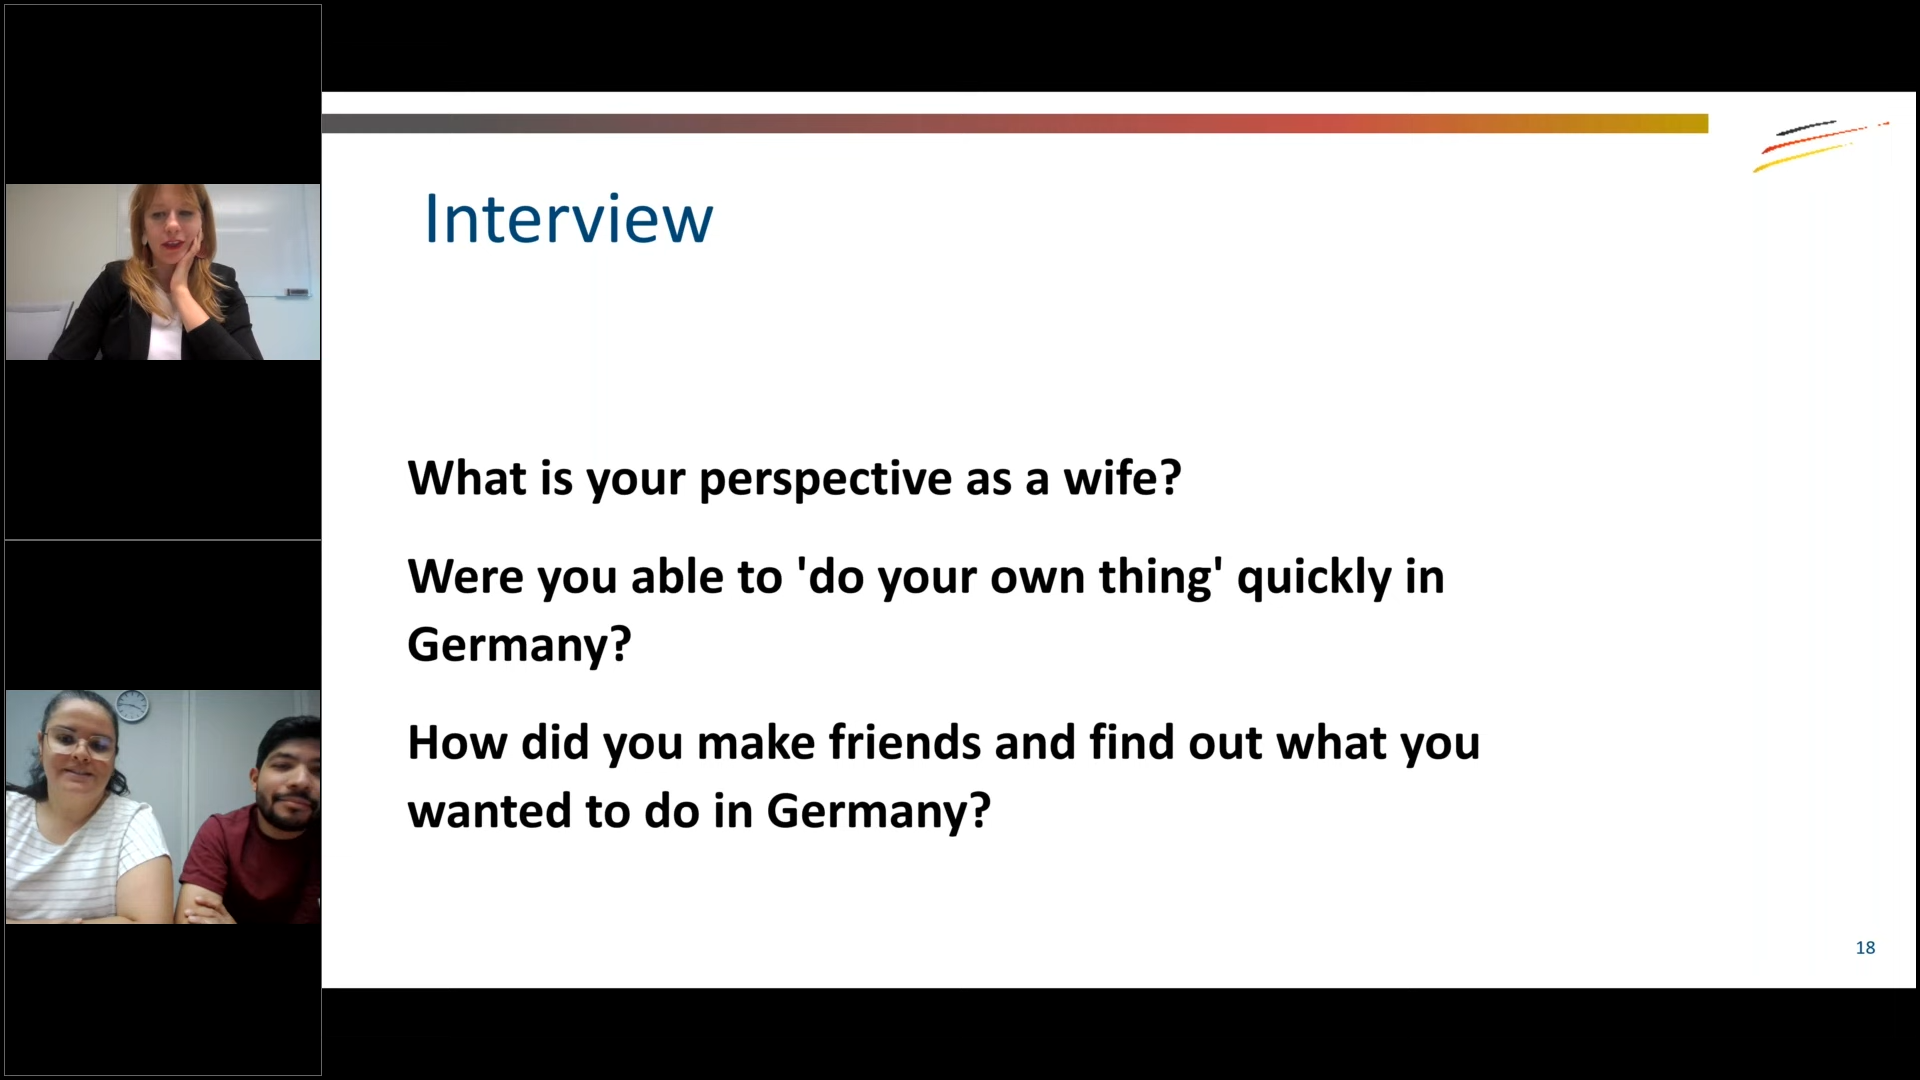 Interview
What is your perspective as a wife?
Were you able to 'do your own thing' quickly in
Germany?
How did you make friends and find out what you
wanted to do in Germany?
18